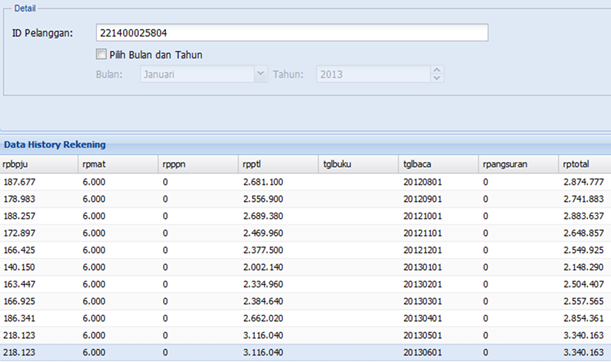 Detail
ID Pelanggan: 221400025804
Pilih Bulan dan Tahun
Bulan: Januari Tahun: 2013
Data History Rekening
rpbpju rpmat rpppn rpptl tglbuku tglbaca rpangsuran rptotal
187.677 6.000 0 2.681.100 20120801 0 2.874.777
178.983 6.000 0 2.556.900 20120901 0 2.741.883
188.257 6.000 0 2.689.380 20121001 0 2.883.637
172.897 6.000 0 2.469.960 20121101 0 2.648.857
166.425 6.000 0 2.377.500 20121201 0 2.549.925
140.150 6.000 0 2.002.140 20130101 0 2.148.290
163.447 6.000 0 2.334.960 20130201 0 2.504.407
166.925 6.000 0 2.384.640 20130301 0 2.557.565
186.341 6.000 0 2.662.020 20130401 0 2.854.361
218.123 6.000 0 3.116.040 20130501 0 3.340.163
218.123 6.000 0 3.116.040 20130601 0 3.340.163